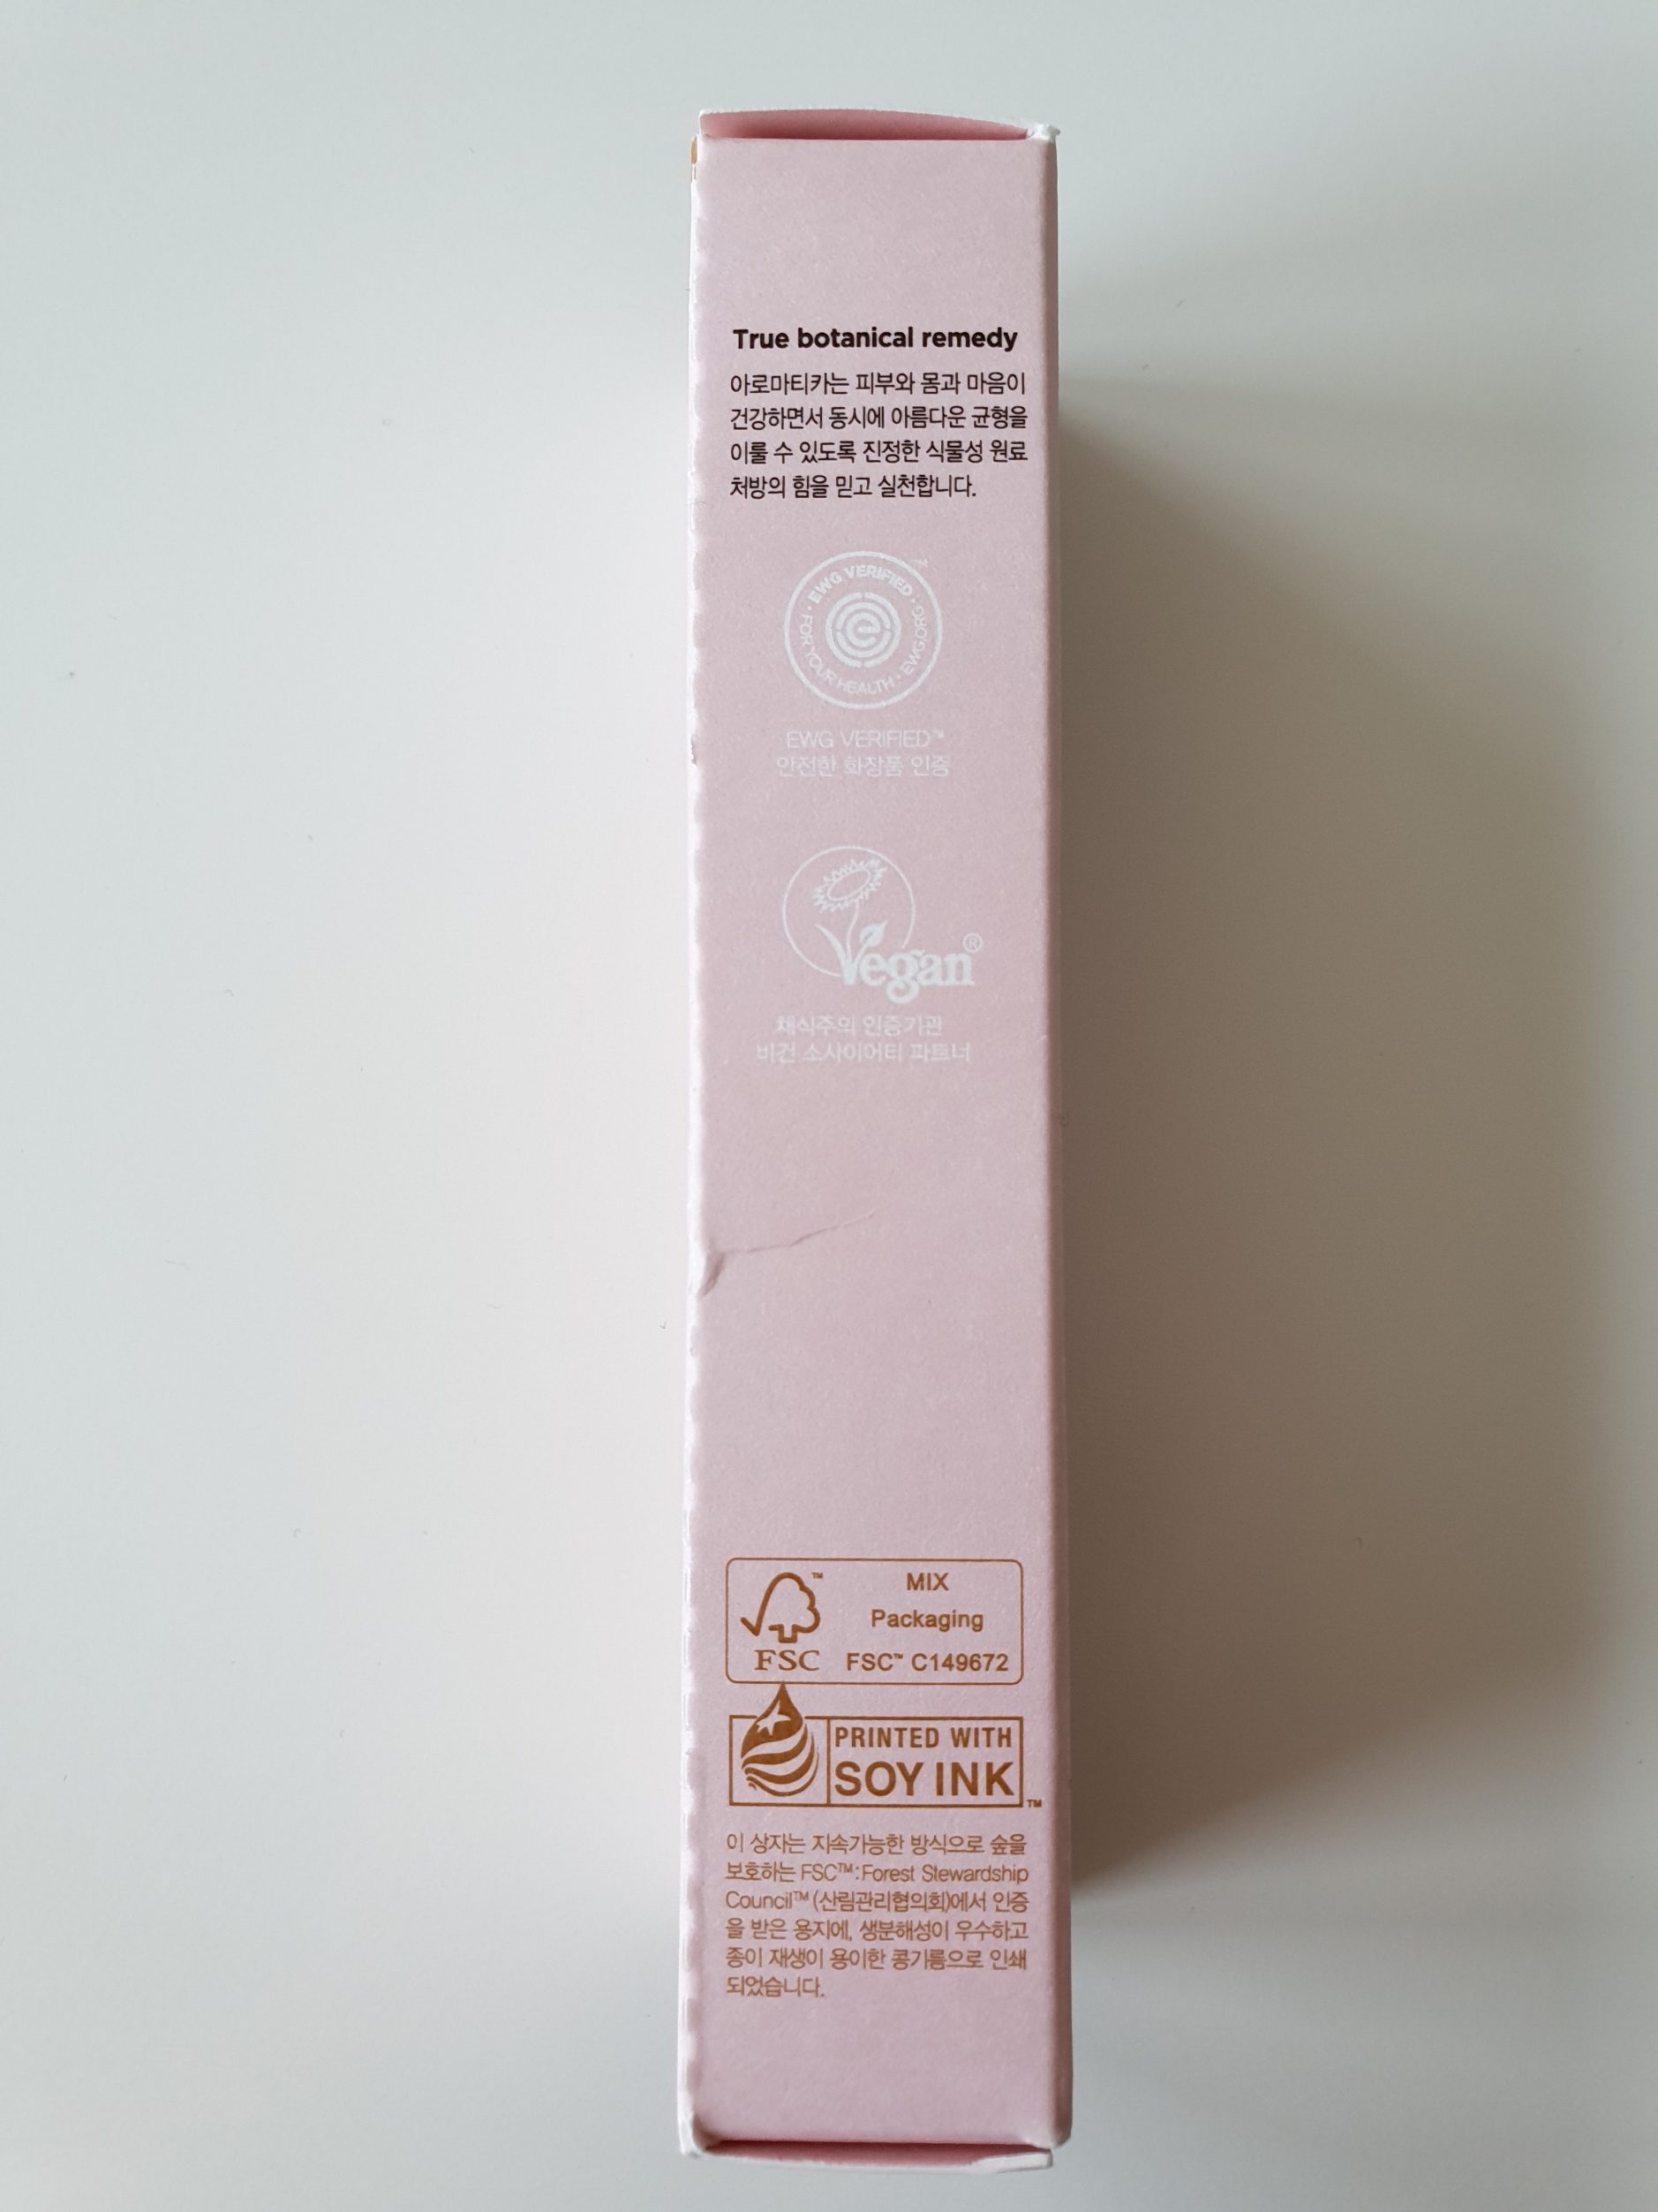 True botanical remedy
아로마티카는 피부와 몸과 마음이
건강하면서 동시에 아름다운 균형을
이룰 수 있도록 진정한 식물성 원료
처방의 힘을 믿고 실천합니다.
EWG VERIFIED · EWG.ORG · FOR YOUR HEALTH · ™
EWG VERIFIED™
안전한 화장품 인증
Vegan®
채식주의 인증기관
비건 소사이어티 파트너
™ MIX
Packaging
FSC FSC™ C149672
PRINTED WITH
SOY INK ™
이 상자는 지속가능한 방식으로 숲을
보호하는 FSC™: Forest Stewardship
Council™ (산림관리협의회)에서 인증
을 받은 용지에, 생분해성이 우수하고
종이 재생이 용이한 콩기름으로 인쇄
되었습니다.